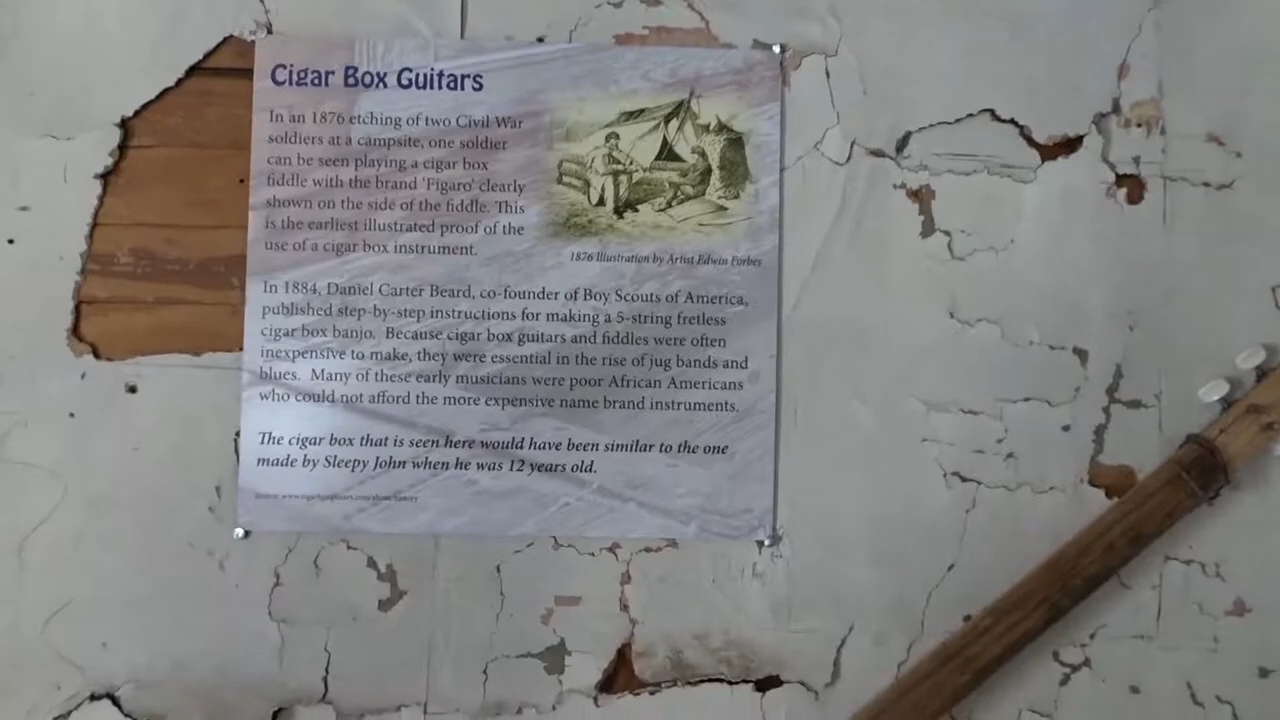 Cigar Box Guitars
In an 1876 etching of two Civil War
soldiers at a campsite, one soldier
can be seen playing a cigar box
fiddle with the brand 'Figaro' clearly
shown on the side of the fiddle. This
is the earliest illustrated proof of the
use of a cigar box instrument.
1876 Illustration by Artist Edwin Forbes
In 1884, Daniel Carter Beard, co-founder of Boy Scouts of America,
published step-by-step instructions for making a 5-string fretless
cigar box banjo. Because cigar box guitars and fiddles were often
inexpensive to make, they were essential in the rise of jug bands and
blues. Many of these early musicians were poor African Americans
who could not afford the more expensive name brand instruments.
The cigar box that is seen here would have been similar to the one
made by Sleepy John when he was 12 years old.